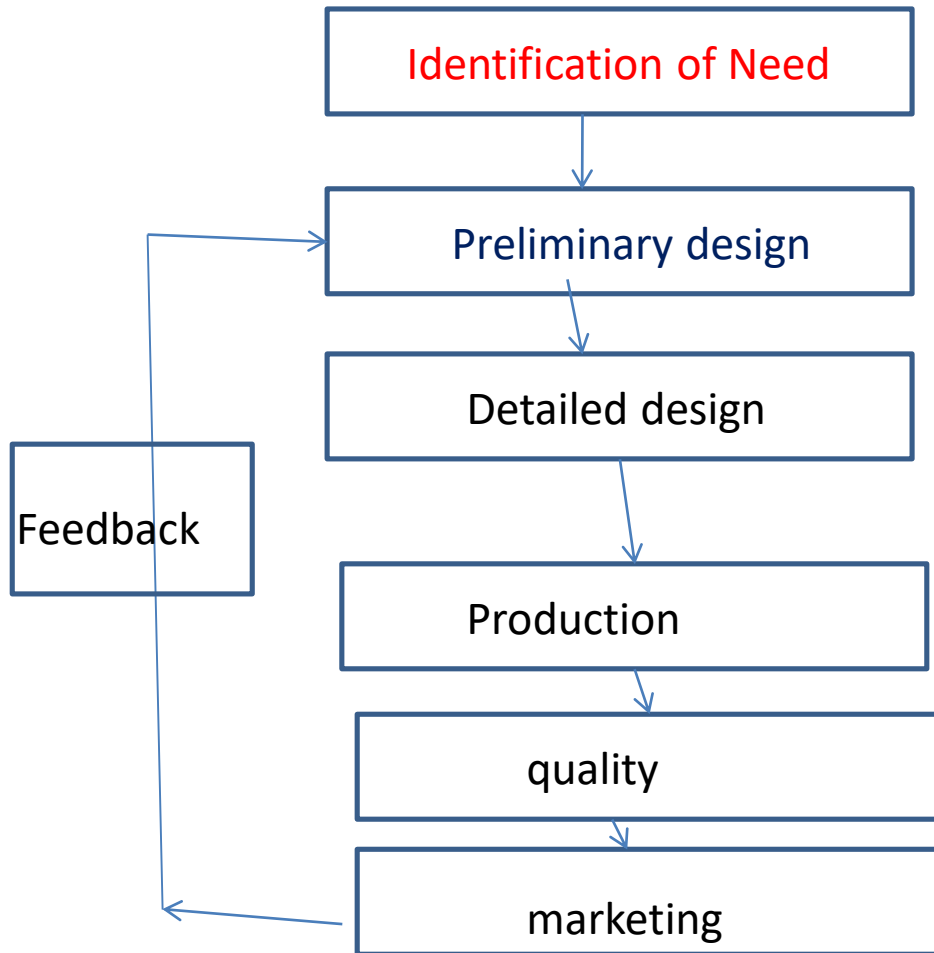 Identification of Need
Preliminary design
Detailed design
Feedback
Production
quality
marketing